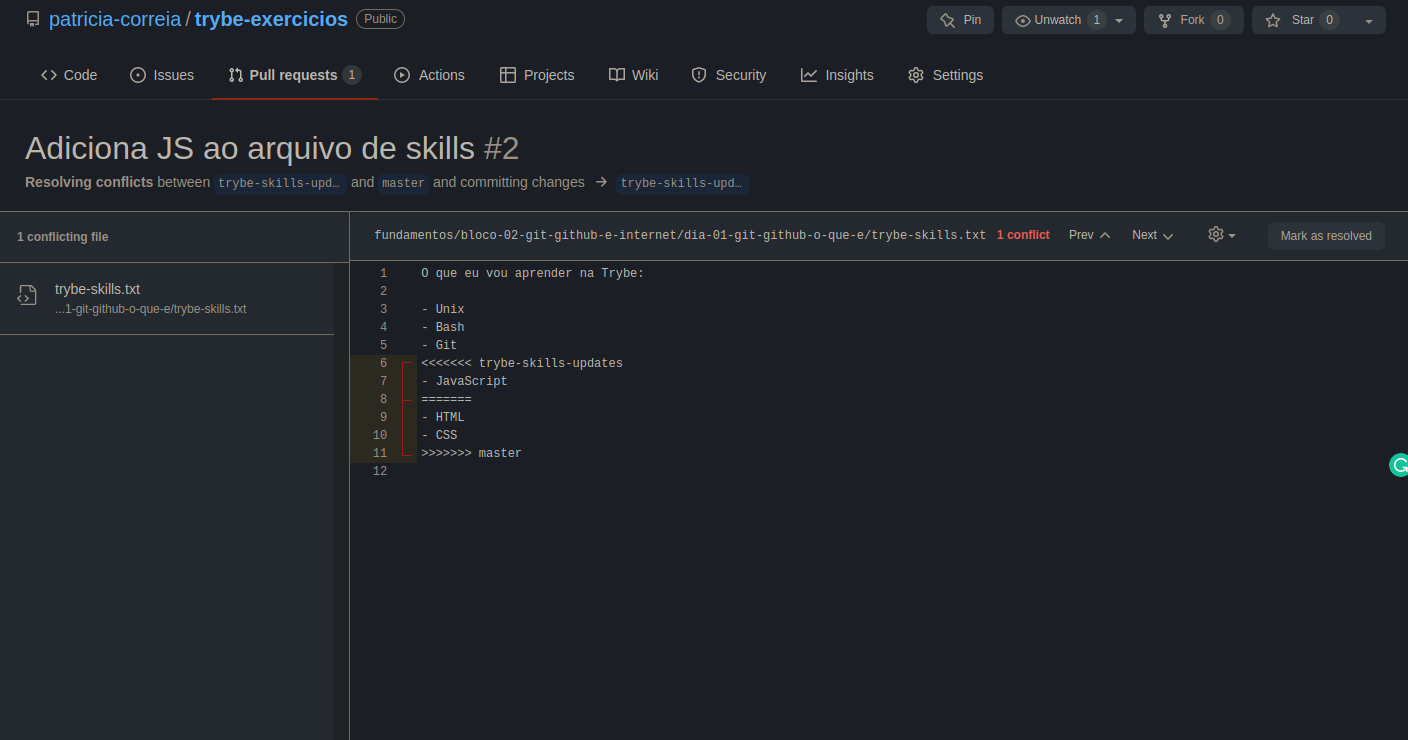 patricia-correia / trybe-exercicios Public
Pin Unwatch 1 Fork 0 Star 0
Code Issues Pull requests 1 Actions Projects Wiki Security Insights Settings
Adiciona JS ao arquivo de skills #2
Resolving conflicts between trybe-skills-upd… and master and committing changes → trybe-skills-upd…
1 conflicting file
trybe-skills.txt
...1-git-github-o-que-e/trybe-skills.txt
fundamentos/bloco-02-git-github-e-internet/dia-01-git-github-o-que-e/trybe-skills.txt 1 conflict Prev Next Mark as resolved
1 O que eu vou aprender na Trybe:
2
3 - Unix
4 - Bash
5 - Git
6 <<<<<<< trybe-skills-updates
7 - JavaScript
8 =======
9 - HTML
10 - CSS
11 >>>>>>> master
12